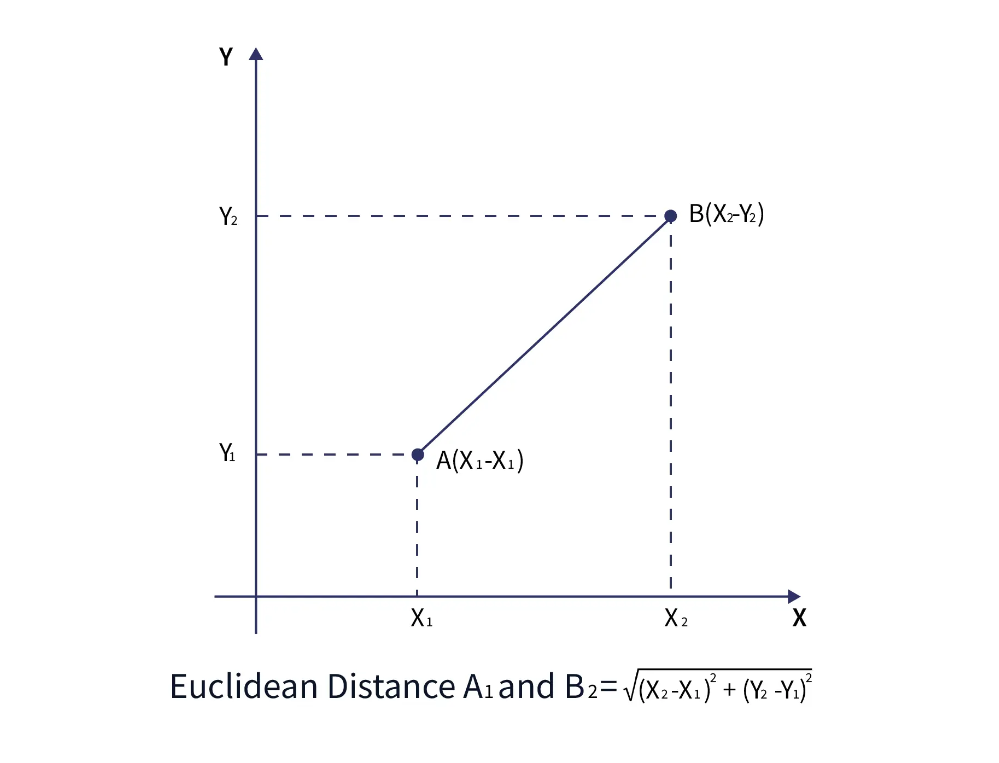 Y
Y₂
B(X₂-Y₂)
Y₁
A(X₁-X₁)
X₁
X₂
X
Euclidean Distance A₁ and B₂=√(X₂-X₁)² + (Y₂-Y₁)²